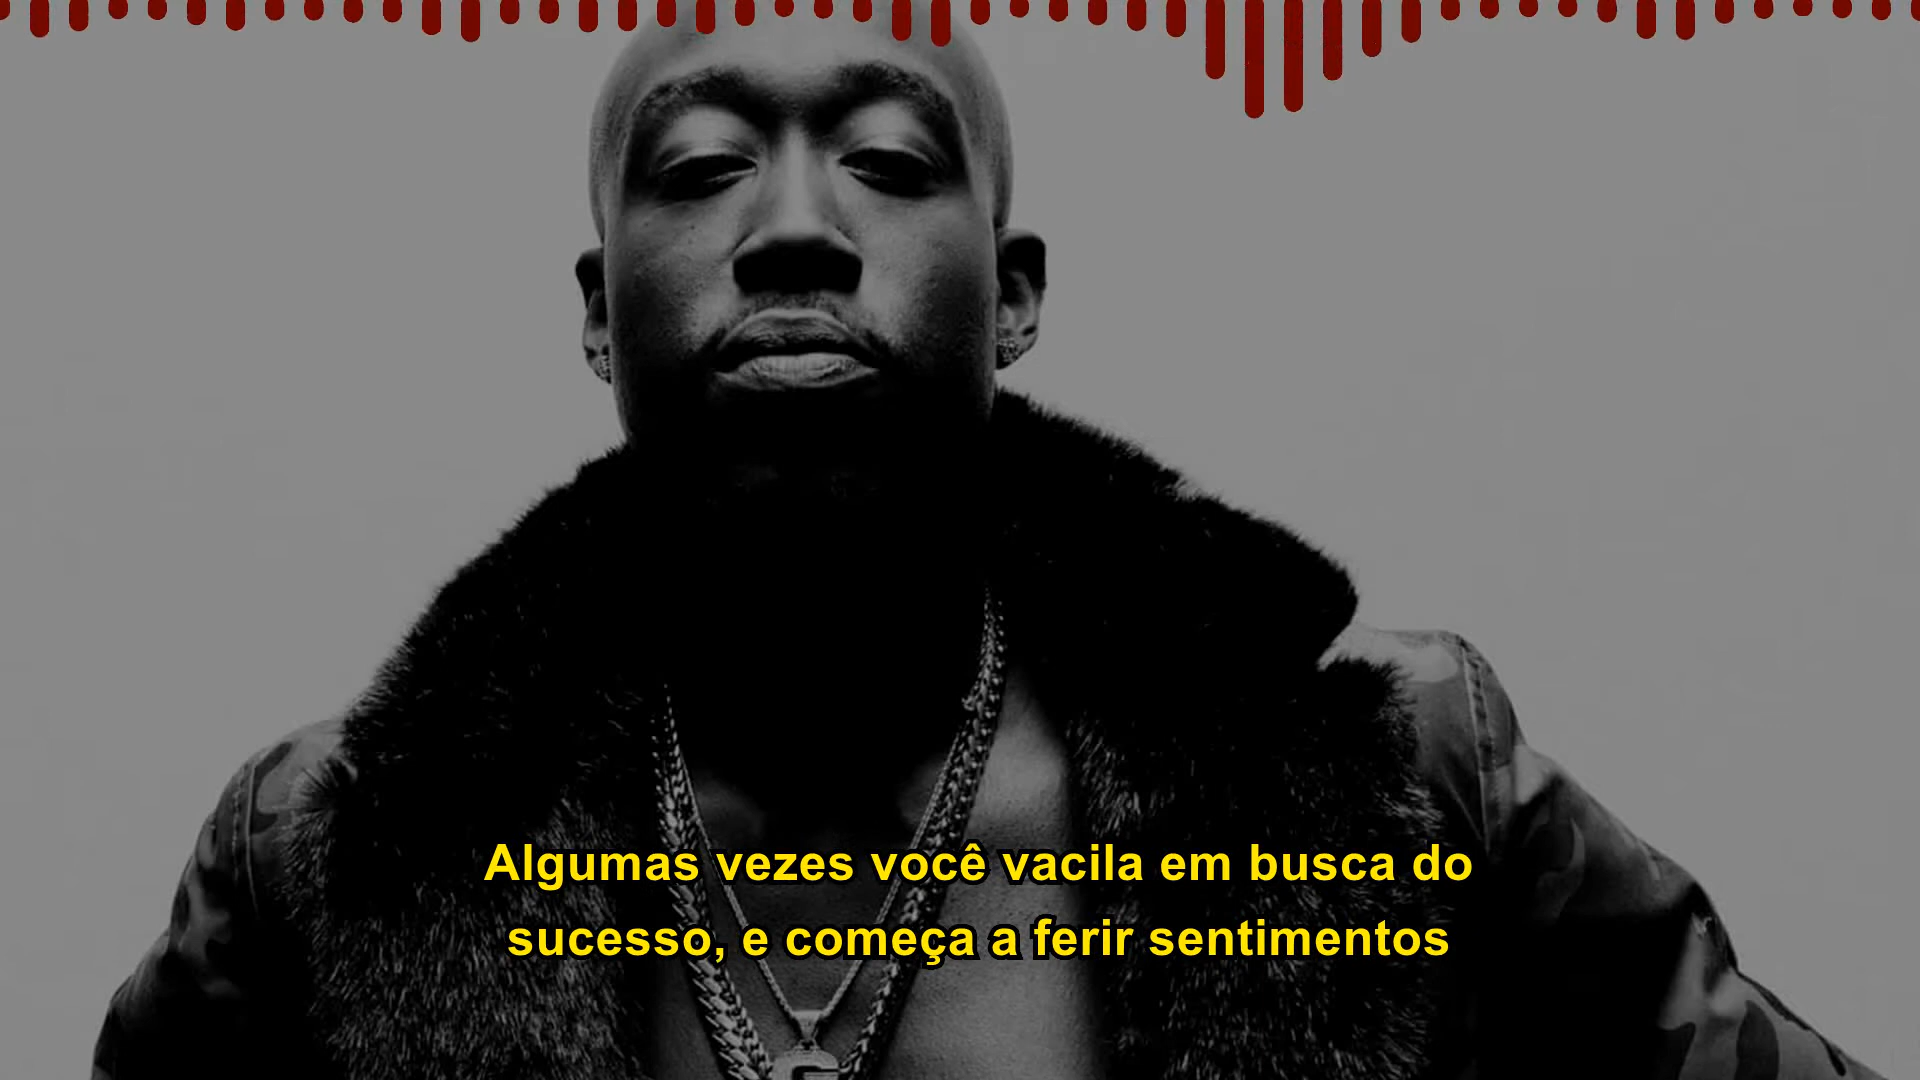 Algumas vezes você vacila em busca do
sucesso, e começa a ferir sentimentos